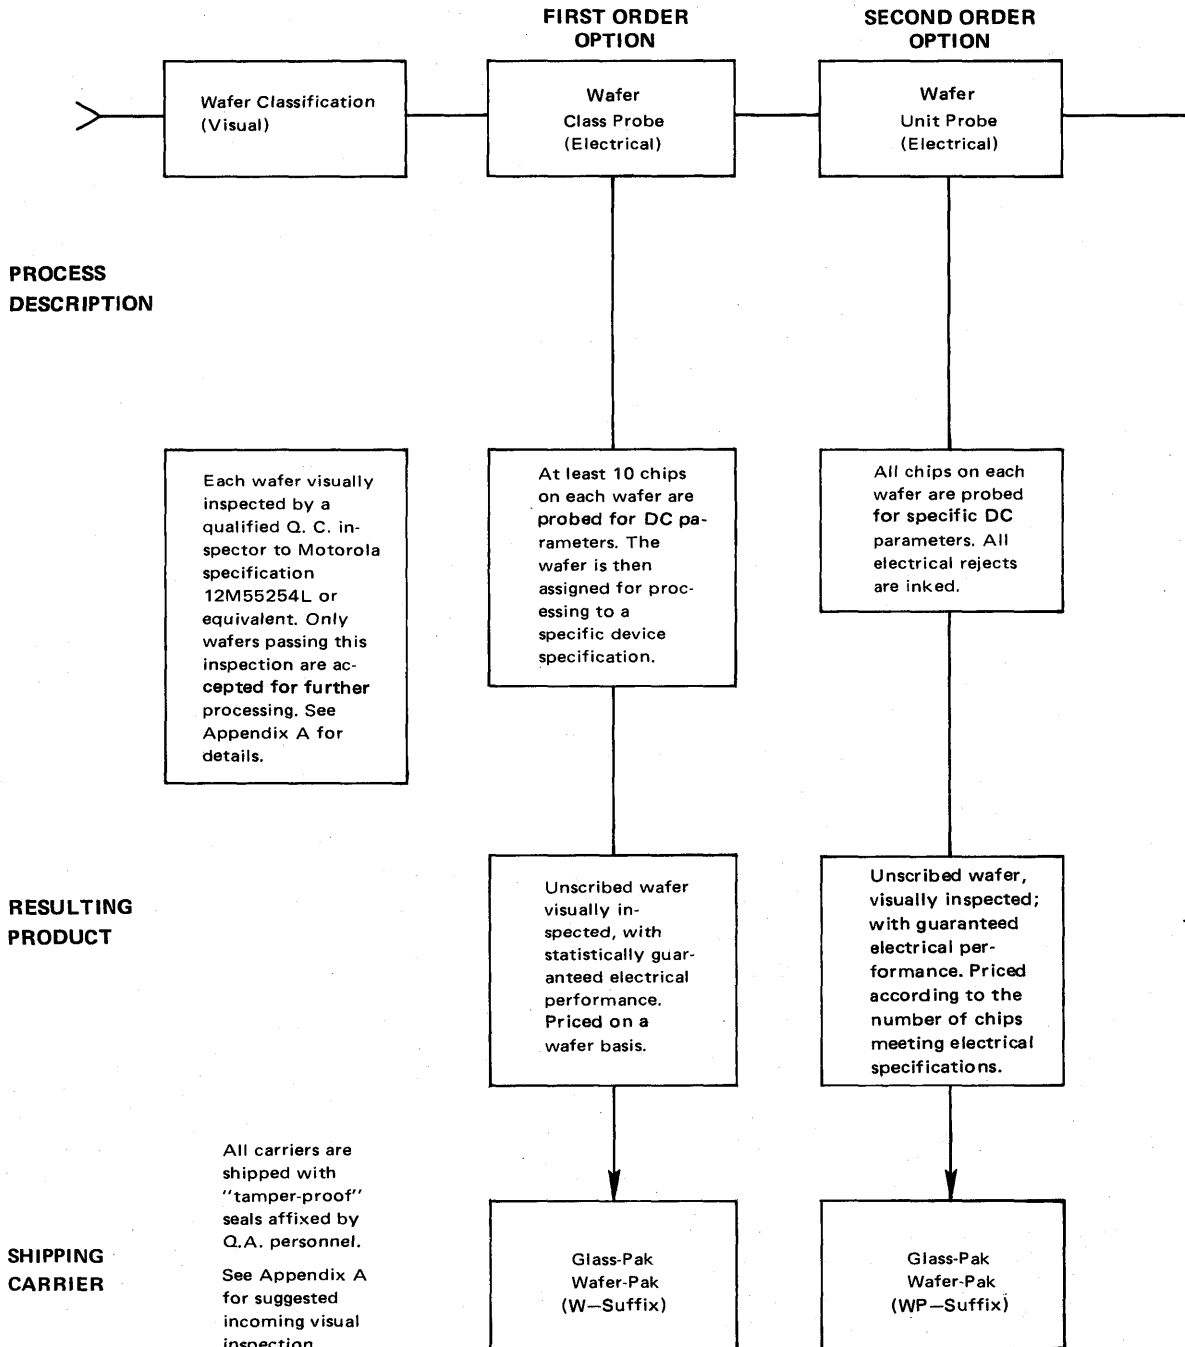 FIRST ORDER
OPTION
SECOND ORDER
OPTION
Wafer Classification
(Visual)
Wafer
Class Probe
(Electrical)
Wafer
Unit Probe
(Electrical)
PROCESS
DESCRIPTION
Each wafer visually
inspected by a
qualified Q. C. in-
spector to Motorola
specification
12M55254L or
equivalent. Only
wafers passing this
inspection are ac-
cepted for further
processing. See
Appendix A for
details.
At least 10 chips
on each wafer are
probed for DC pa-
rameters. The
wafer is then
assigned for proc-
essing to a
specific device
specification.
All chips on each
wafer are probed
for specific DC
parameters. All
electrical rejects
are inked.
RESULTING
PRODUCT
Unscribed wafer
visually in-
spected, with
statistically guar-
anteed electrical
performance.
Priced on a
wafer basis.
Unscribed wafer,
visually inspected;
with guaranteed
electrical per-
formance. Priced
according to the
number of chips
meeting electrical
specifications.
SHIPPING
CARRIER
All carriers are
shipped with
"tamper-proof"
seals affixed by
Q.A. personnel.
See Appendix A
for suggested
incoming visual
inspection
Glass-Pak
Wafer-Pak
(W—Suffix)
Glass-Pak
Wafer-Pak
(WP—Suffix)